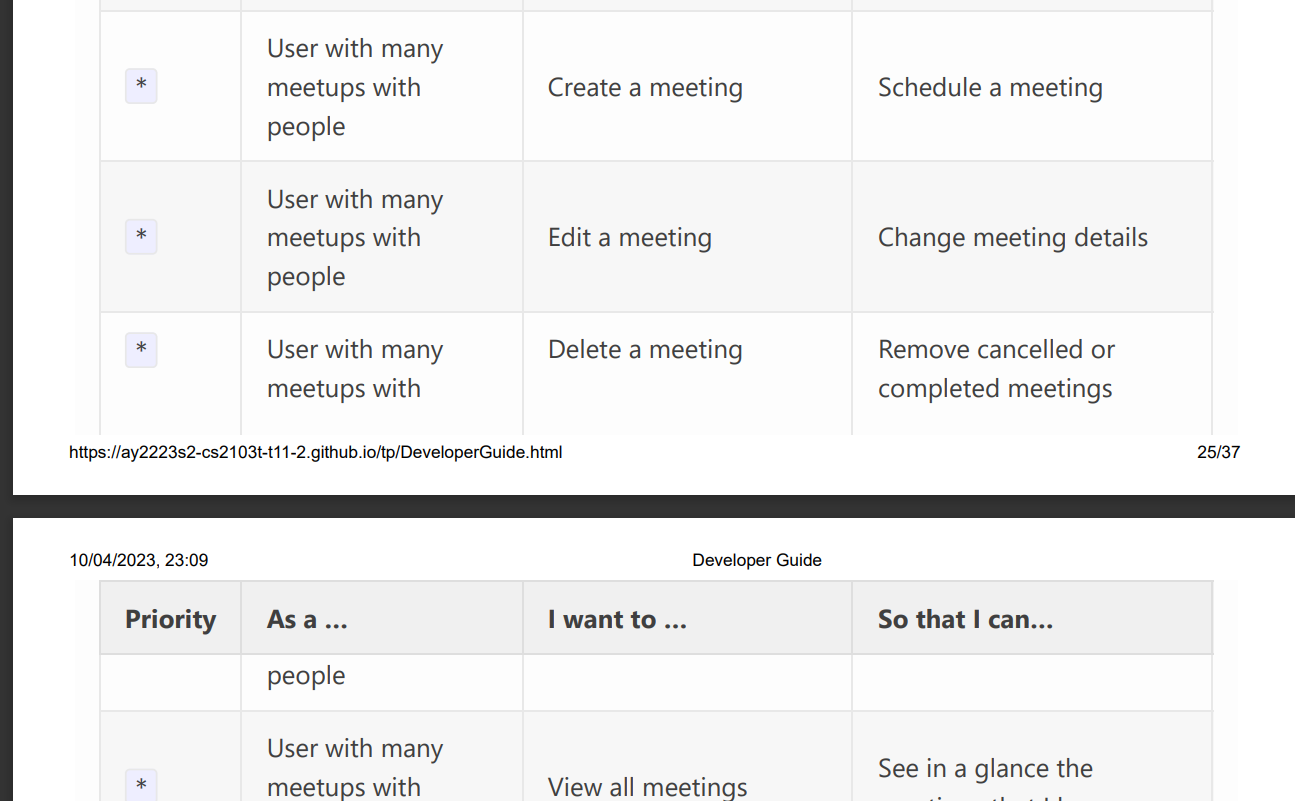 *
User with many
meetups with
people
Create a meeting
Schedule a meeting
*
User with many
meetups with
people
Edit a meeting
Change meeting details
*
User with many
meetups with
Delete a meeting
Remove cancelled or
completed meetings
https://ay2223s2-cs2103t-t11-2.github.io/tp/DeveloperGuide.html
25/37
10/04/2023, 23:09
Developer Guide
Priority
As a …
I want to …
So that I can…
people
*
User with many
meetups with
View all meetings
See in a glance the